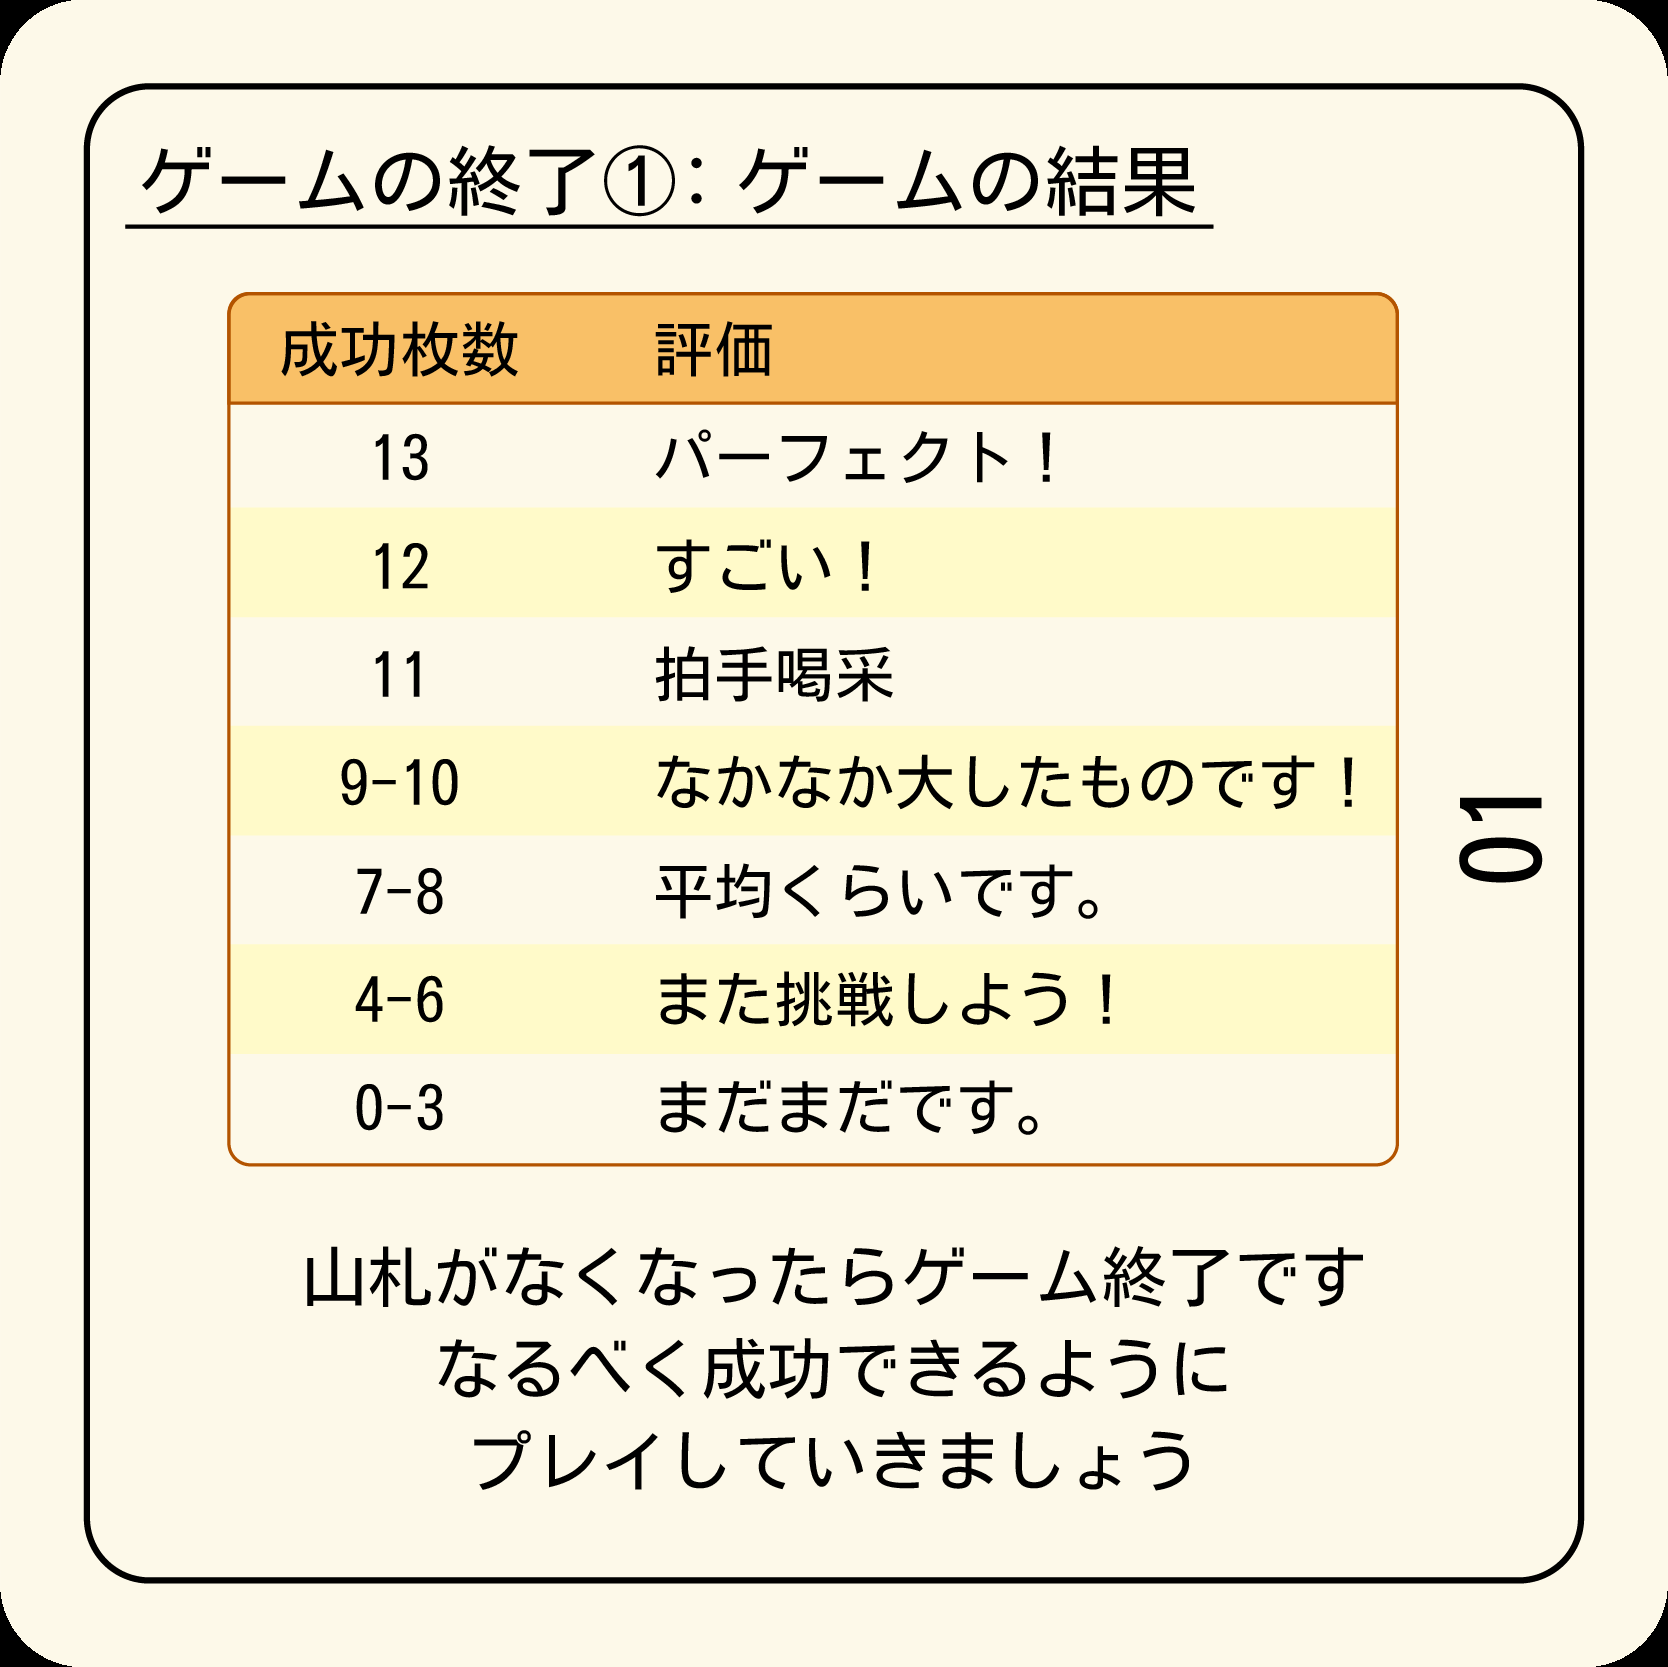 ゲームの終了①：ゲームの結果
成功枚数 評価
13 パーフェクト！
12 すごい！
11 拍手喝采
9-10 なかなか大したものです！
7-8 平均くらいです。
4-6 また挑戦しよう！
0-3 まだまだです。
01
山札がなくなったらゲーム終了です
なるべく成功できるように
プレイしていきましょう